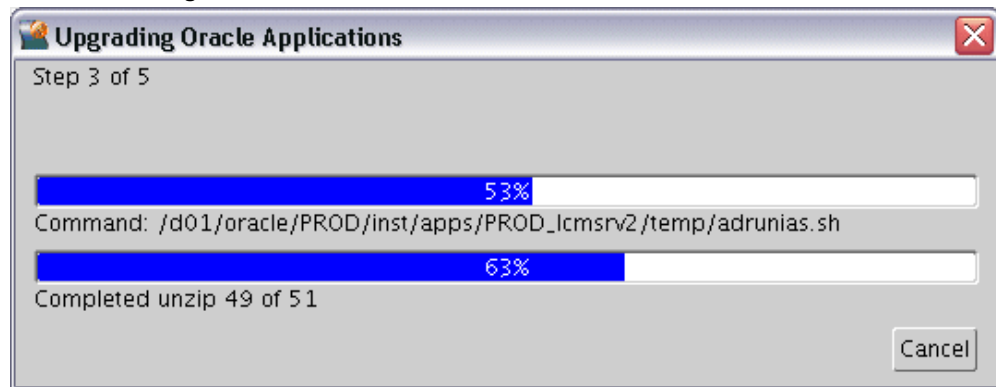 Upgrading Oracle Applications
Step 3 of 5
53%
Command: /d01/oracle/PROD/inst/apps/PROD_lcmsrv2/temp/adrunias.sh
63%
Completed unzip 49 of 51
Cancel